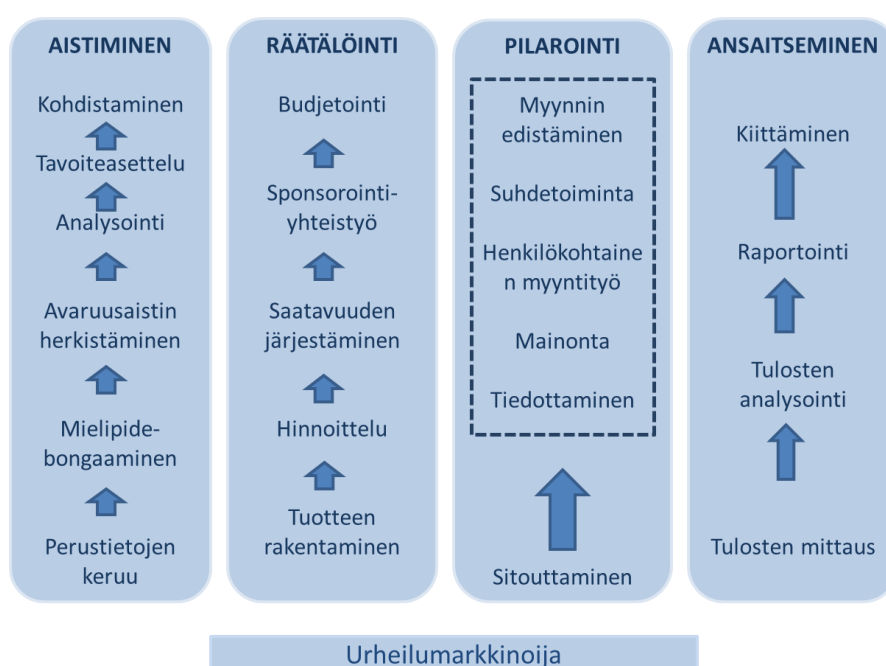 AISTIMINEN
Kohdistaminen
Tavoiteasettelu
Analysointi
Avaruusaistin
herkistäminen
Mielipide-
bongaaminen
Perustietojen
keruu
RÄÄTÄLÖINTI
Budjetointi
Sponsorointi-
yhteistyö
Saatavuuden
järjestäminen
Hinnoittelu
Tuotteen
rakentaminen
PILAROINTI
Myynnin
edistäminen
Suhdetoiminta
Henkilökohtaine
n myyntityö
Mainonta
Tiedottaminen
Sitouttaminen
ANSAITSEMINEN
Kiittäminen
Raportointi
Tulosten
analysointi
Tulosten mittaus
Urheilumarkkinoija